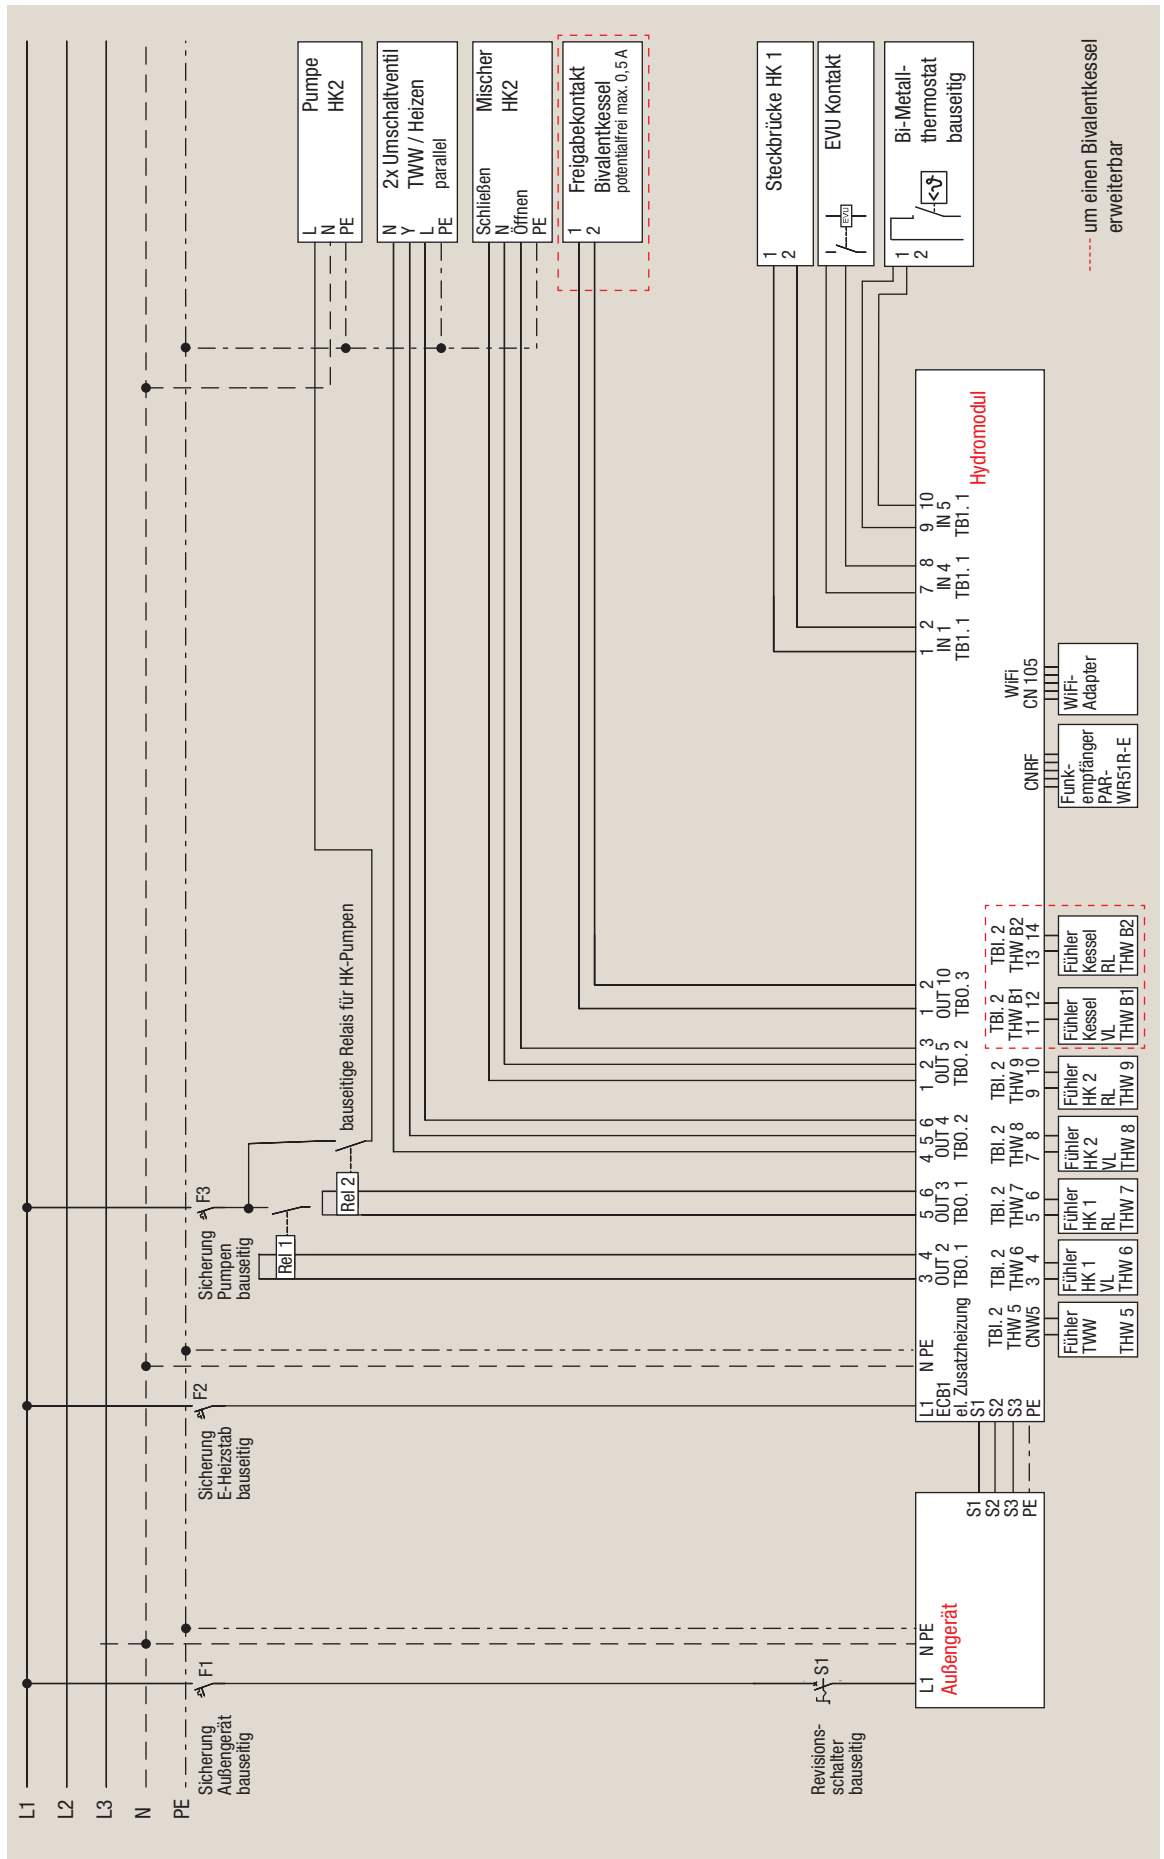 L1
L2
L3
N
PE
Sicherung
Außengerät
bauseitig
F1
Sicherung
E-Heizstab
bauseitig
F2
Sicherung
Pumpen
bauseitig
F3
Rel 1
Rel 2
bauseitige Relais für HK-Pumpen
Revisions-
schalter
bauseitig
S1
Pumpe
HK2
L
N
PE
2x Umschaltventil
TWW / Heizen
parallel
N
Y
L
PE
Mischer
HK2
Schließen
N
Öffnen
PE
Freigabekontakt
Bivalentkessel
potentialfrei max. 0,5 A
1
2
Steckbrücke HK 1
1
2
EVU Kontakt
EVU
Bi-Metall-
thermostat
bauseitig
1
2
<ϑ
um einen Bivalentkessel
erweiterbar
Außengerät
L1 N PE
S1
S2
S3
PE
Hydromodul
L1 N PE
ECB1
el. Zusatzheizung
S1
S2
S3
PE
3 4
OUT 2
TBO. 1
5 6
OUT 3
TBO. 1
4 5 6
OUT 4
TBO. 2
1 2 3
OUT 5
TBO. 2
1 2
OUT 10
TBO. 3
1 2
IN 1
TB1. 1
7 8
IN 4
TB1. 1
9 10
IN 5
TB1. 1
TBI. 2
THW 5
CNW5
TBI. 2
THW 6
3 4
TBI. 2
THW 7
5 6
TBI. 2
THW 8
7 8
TBI. 2
THW 9
9 10
TBI. 2
THW B1
11 12
TBI. 2
THW B2
13 14
CNRF
WiFi
CN 105
Fühler
TWW
THW 5
Fühler
HK 1
VL
THW 6
Fühler
HK 1
RL
THW 7
Fühler
HK 2
VL
THW 8
Fühler
HK 2
RL
THW 9
Fühler
Kessel
VL
THW B1
Fühler
Kessel
RL
THW B2
Funk-
empfänger
PAR-
WR51R-E
WiFi-
Adapter